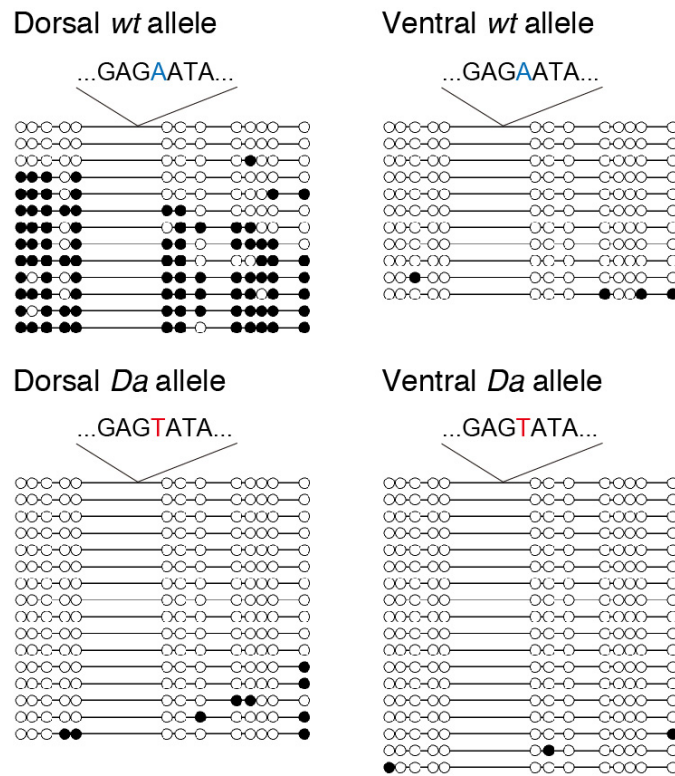 Dorsal wt allele
...GAGAATA...
Ventral wt allele
...GAGAATA...
Dorsal Da allele
...GAGTATA...
Ventral Da allele
...GAGTATA...